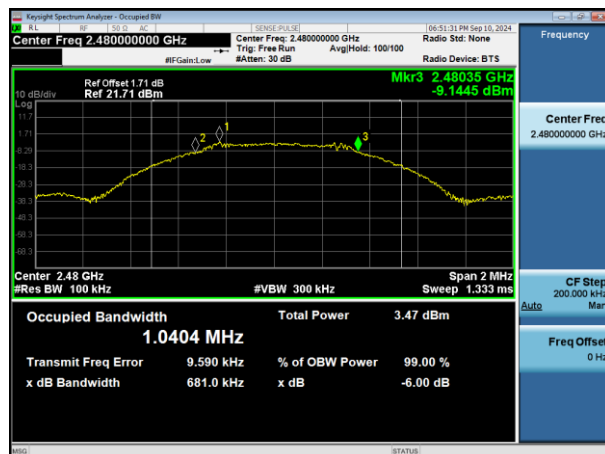 Keysight Spectrum Analyzer - Occupied BW
RL RF 50 Ω AC SENSE:PULSE 06:51:31 PM Sep 10, 2024
Center Freq 2.480000000 GHz
Center Freq: 2.480000000 GHz
Radio Std: None
Trig: Free Run Avg|Hold: 100/100
#IFGain:Low
#Atten: 30 dB
Radio Device: BTS
Frequency
Ref Offset 1.71 dB
Mkr3 2.48035 GHz
10 dB/div
Ref 21.71 dBm
-9.1445 dBm
Log
11.7
1.71
-8.29
-18.3
-28.3
-38.3
-48.3
-58.3
-68.3
1
2
3
Center 2.48 GHz
Span 2 MHz
#Res BW 100 kHz
#VBW 300 kHz
Sweep 1.333 ms
Occupied Bandwidth
Total Power 3.47 dBm
1.0404 MHz
Transmit Freq Error 9.590 kHz
% of OBW Power 99.00 %
x dB Bandwidth 681.0 kHz
x dB -6.00 dB
Center Freq
2.480000000 GHz
CF Step
200.000 kHz
Auto Man
Freq Offset
0 Hz
MSG
STATUS